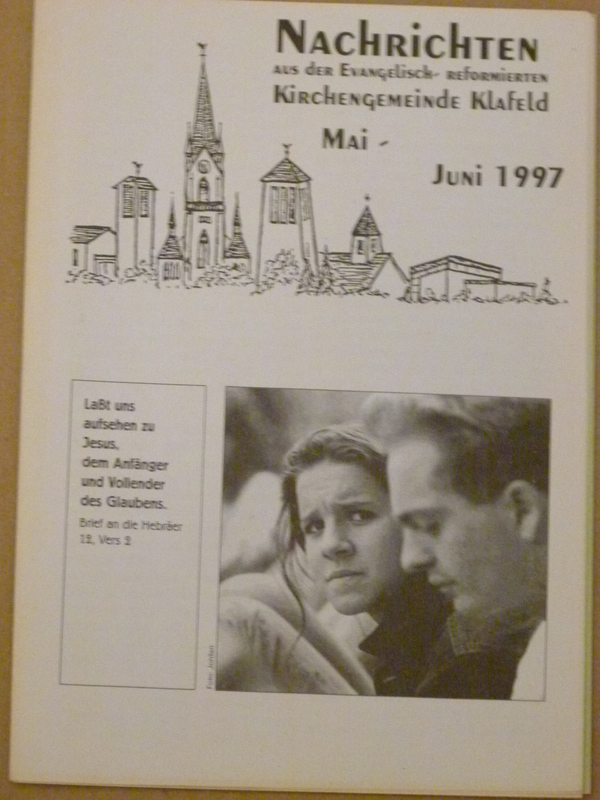 Nachrichten
aus der Evangelisch- reformierten
Kirchengemeinde Klafeld
Mai -
Juni 1997
Laßt uns
aufsehen zu
Jesus,
dem Anfänger
und Vollender
des Glaubens.
Brief an die Hebräer
12, Vers 2
Foto: